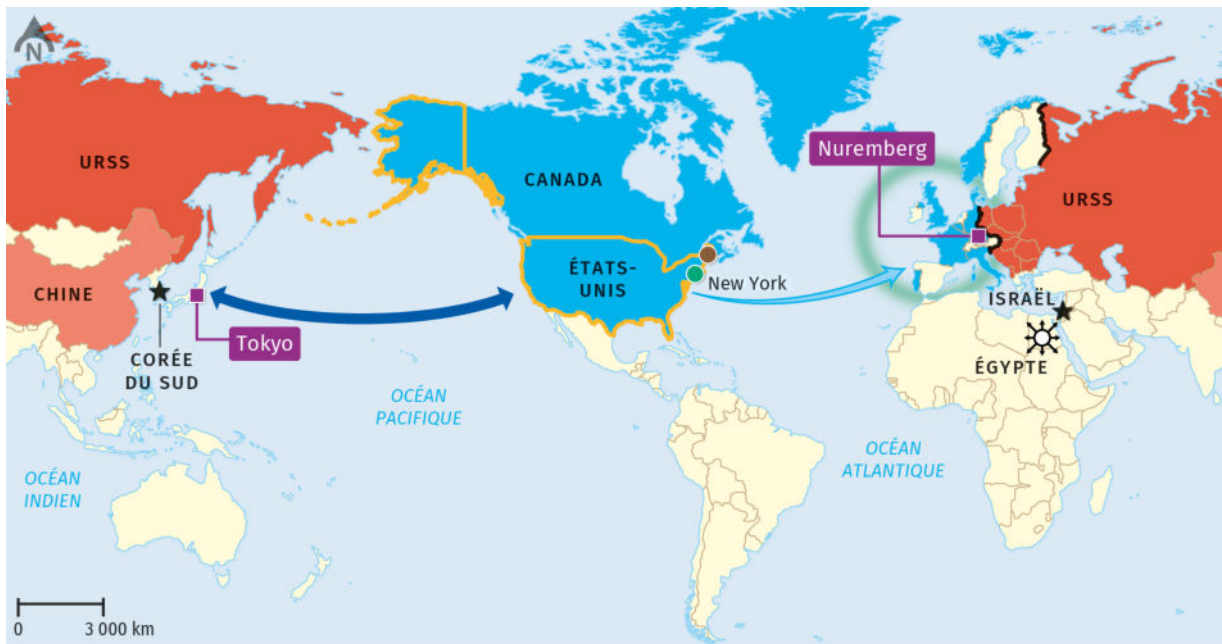 N
URSS
CHINE
CORÉE
DU SUD
Tokyo
OCÉAN
INDIEN
OCÉAN
PACIFIQUE
CANADA
ÉTATS-
UNIS
New York
Nuremberg
URSS
ISRAËL
ÉGYPTE
OCÉAN
ATLANTIQUE
0
3 000 km